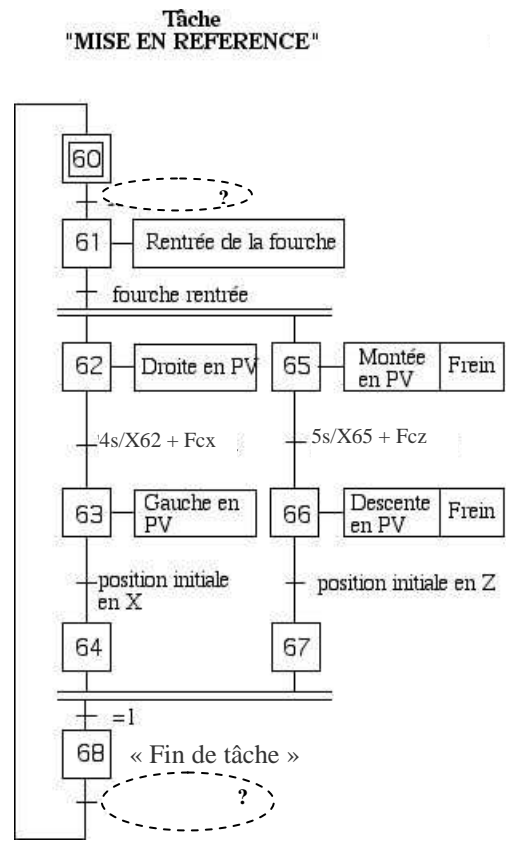 Tâche
"MISE EN REFERENCE"
60
?
61
Rentrée de la fourche
fourche rentrée
62
Droite en PV
65
Montée
en PV
Frein
4s/X62 + Fcx
5s/X65 + Fcz
63
Gauche en
PV
66
Descente
en PV
Frein
position initiale
en X
position initiale en Z
64
67
=1
68
« Fin de tâche »
?